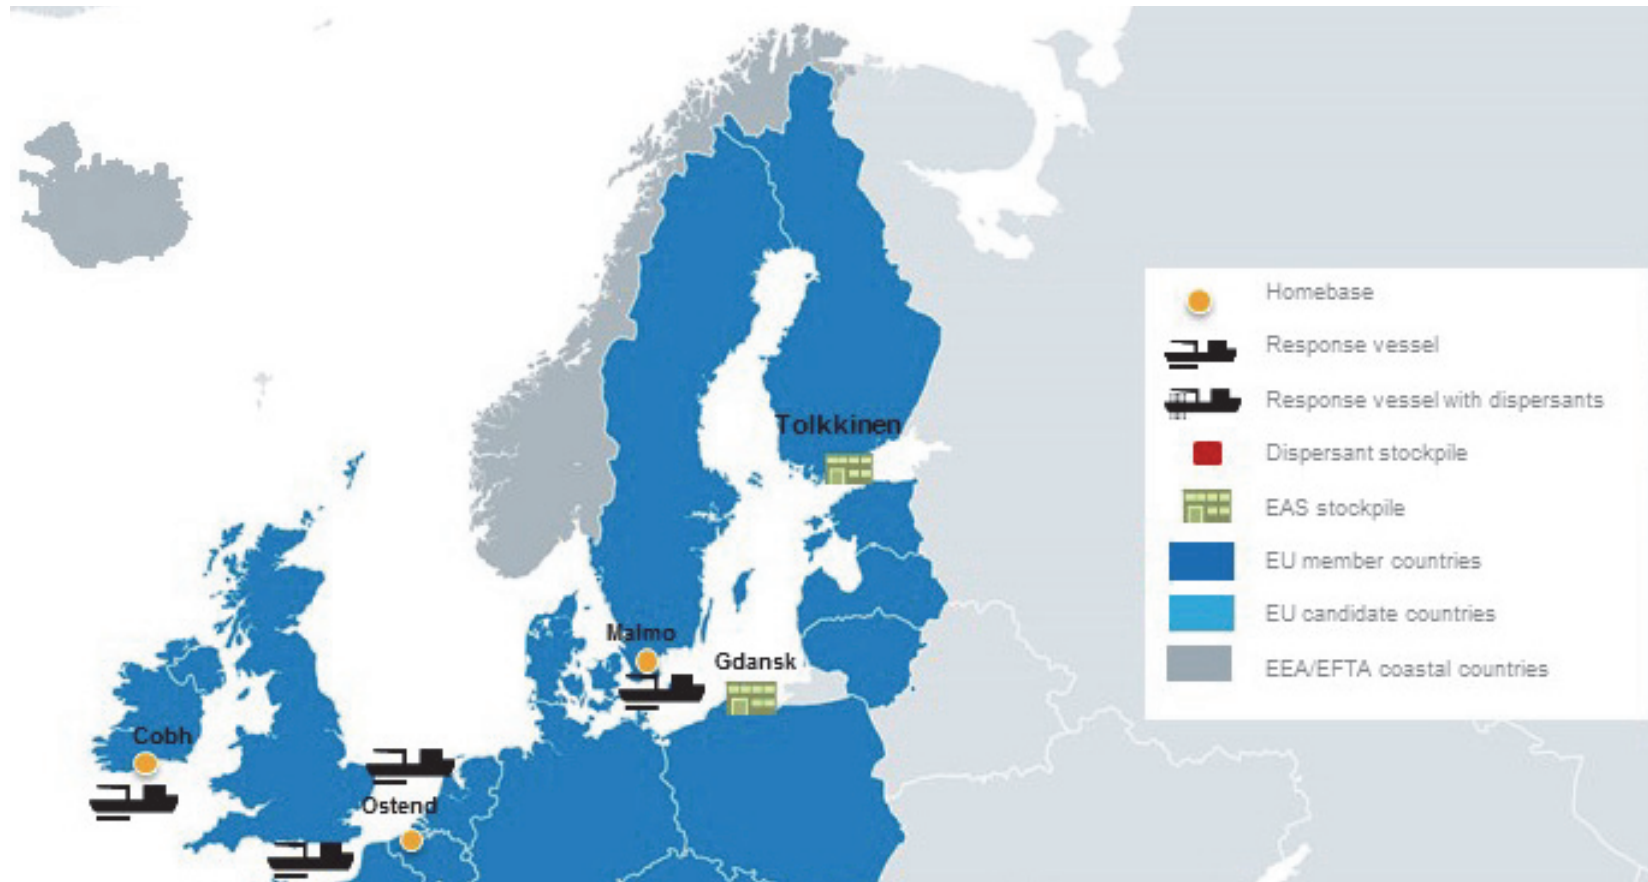 Homebase
Response vessel
Response vessel with dispersants
Tolkkinen
Dispersant stockpile
EAS stockpile
EU member countries
EU candidate countries
Malmo
Gdansk
EEA/EFTA coastal countries
Cobh
Ostend